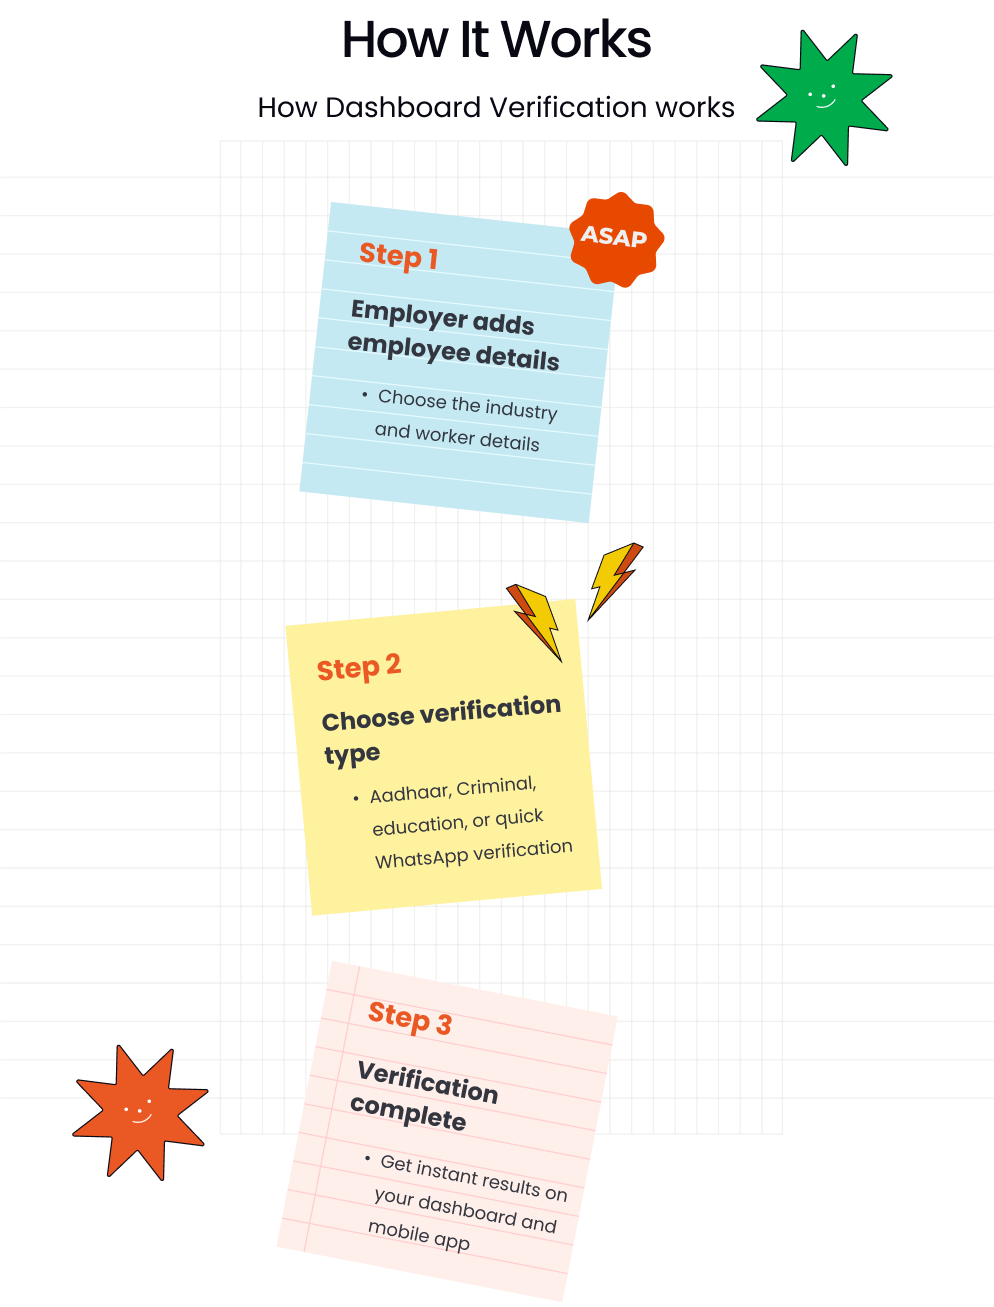 How It Works
How Dashboard Verification works
ASAP
Step 1
Employer adds
employee details
• Choose the industry
and worker details
Step 2
Choose verification
type
• Aadhaar, Criminal,
education, or quick
WhatsApp verification
Step 3
Verification
complete
• Get instant results on
your dashboard and
mobile app